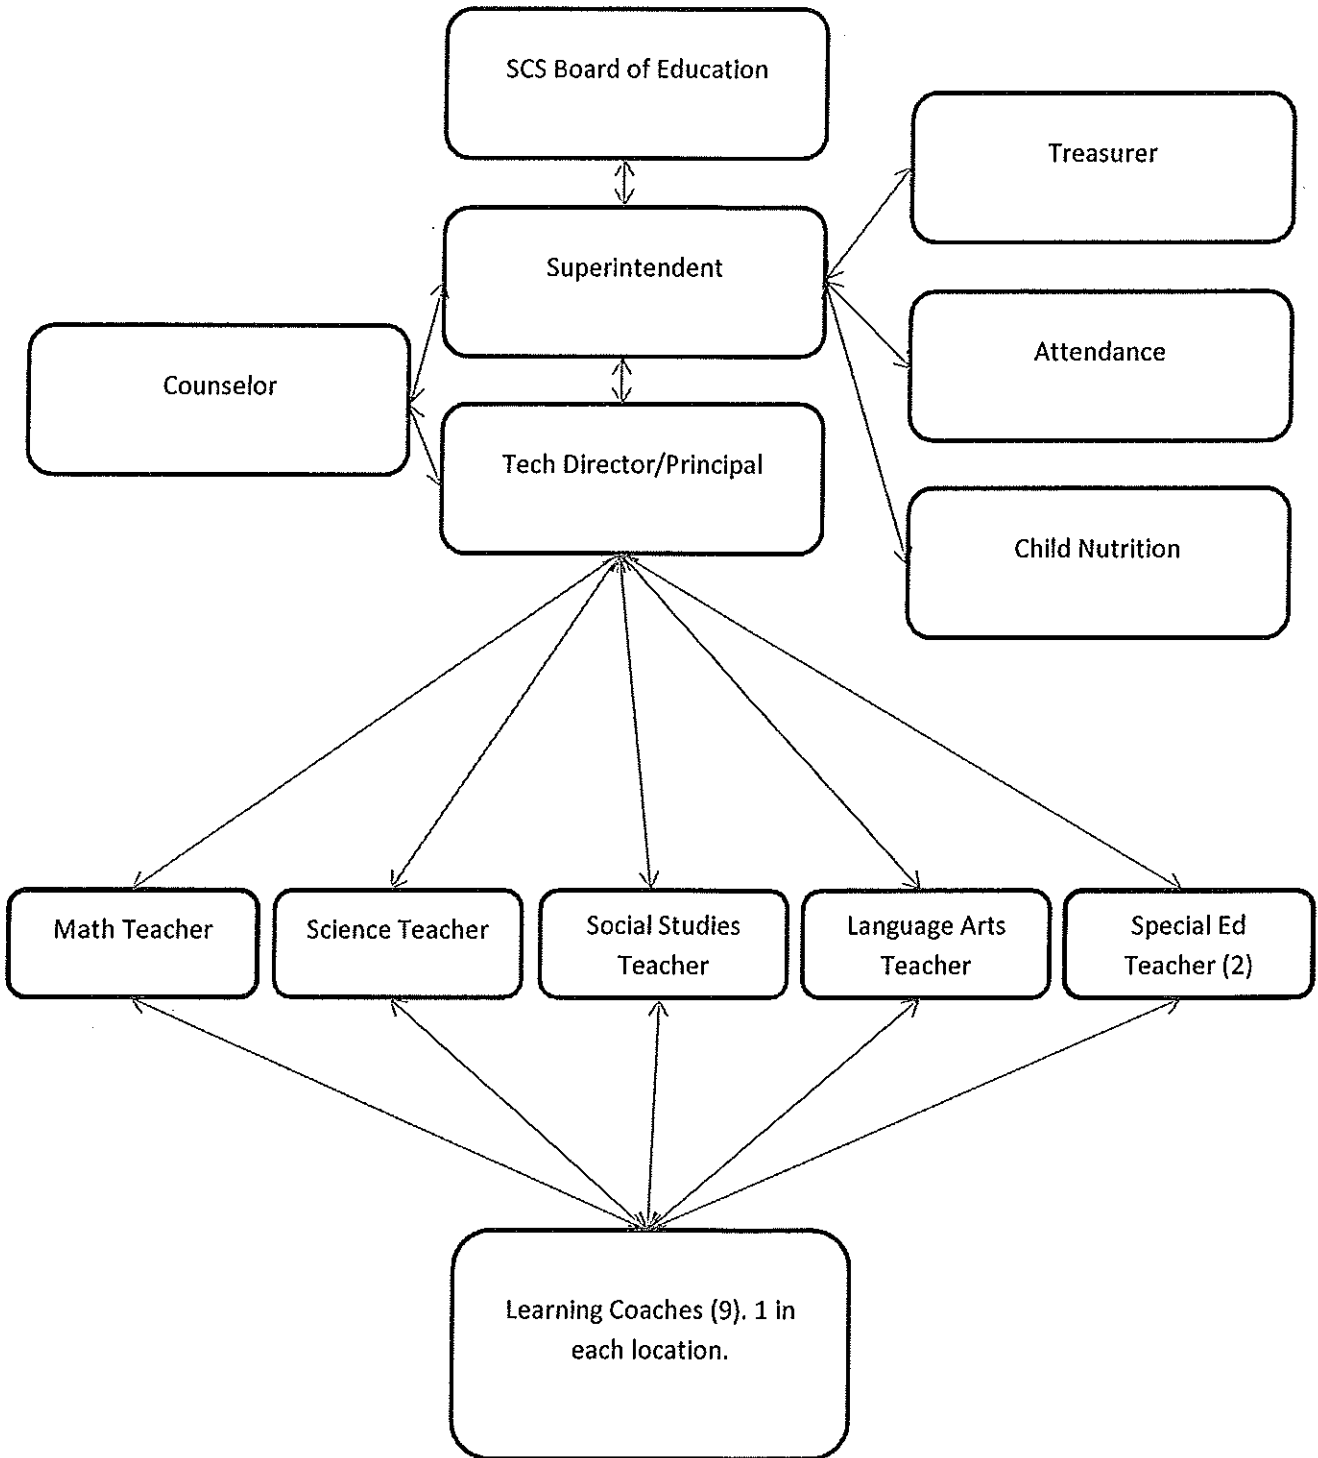 SCS Board of Education
Treasurer
Superintendent
Attendance
Counselor
Tech Director/Principal
Child Nutrition
Math Teacher
Science Teacher
Social Studies
Teacher
Language Arts
Teacher
Special Ed
Teacher (2)
Learning Coaches (9). 1 in
each location.